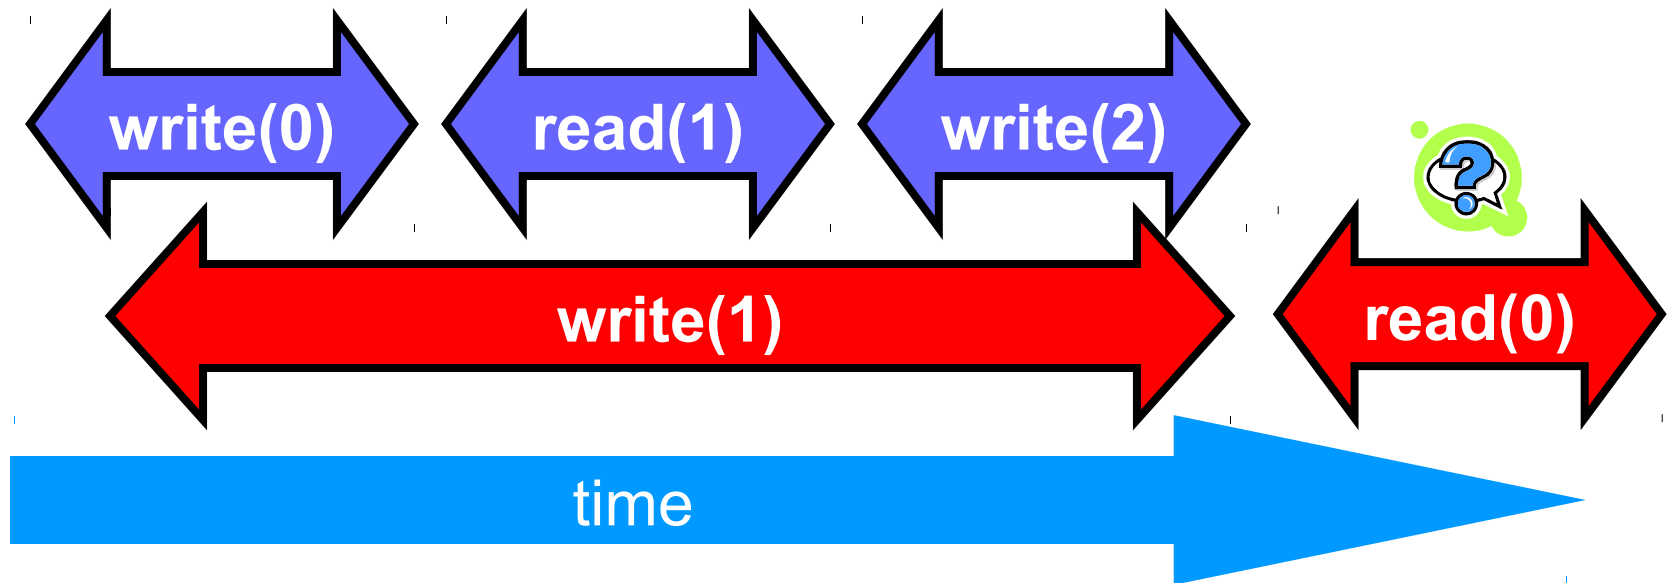 write(0)
read(1)
write(2)
?
write(1)
read(0)
time